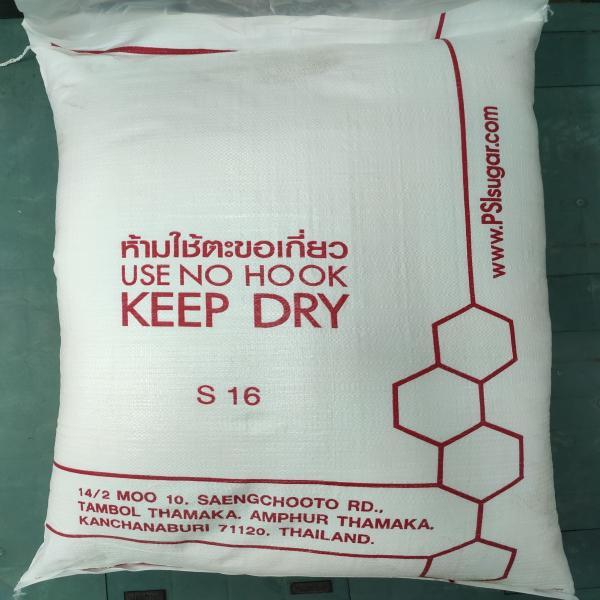 ห้ามใช้ตะขอเกี่ยว
USE NO HOOK
KEEP DRY
S 16
www.PSIsugar.com
14/2 MOO 10. SAENGCHOOTO RD.,
TAMBOL THAMAKA. AMPHUR THAMAKA.
KANCHANABURI 71120. THAILAND.